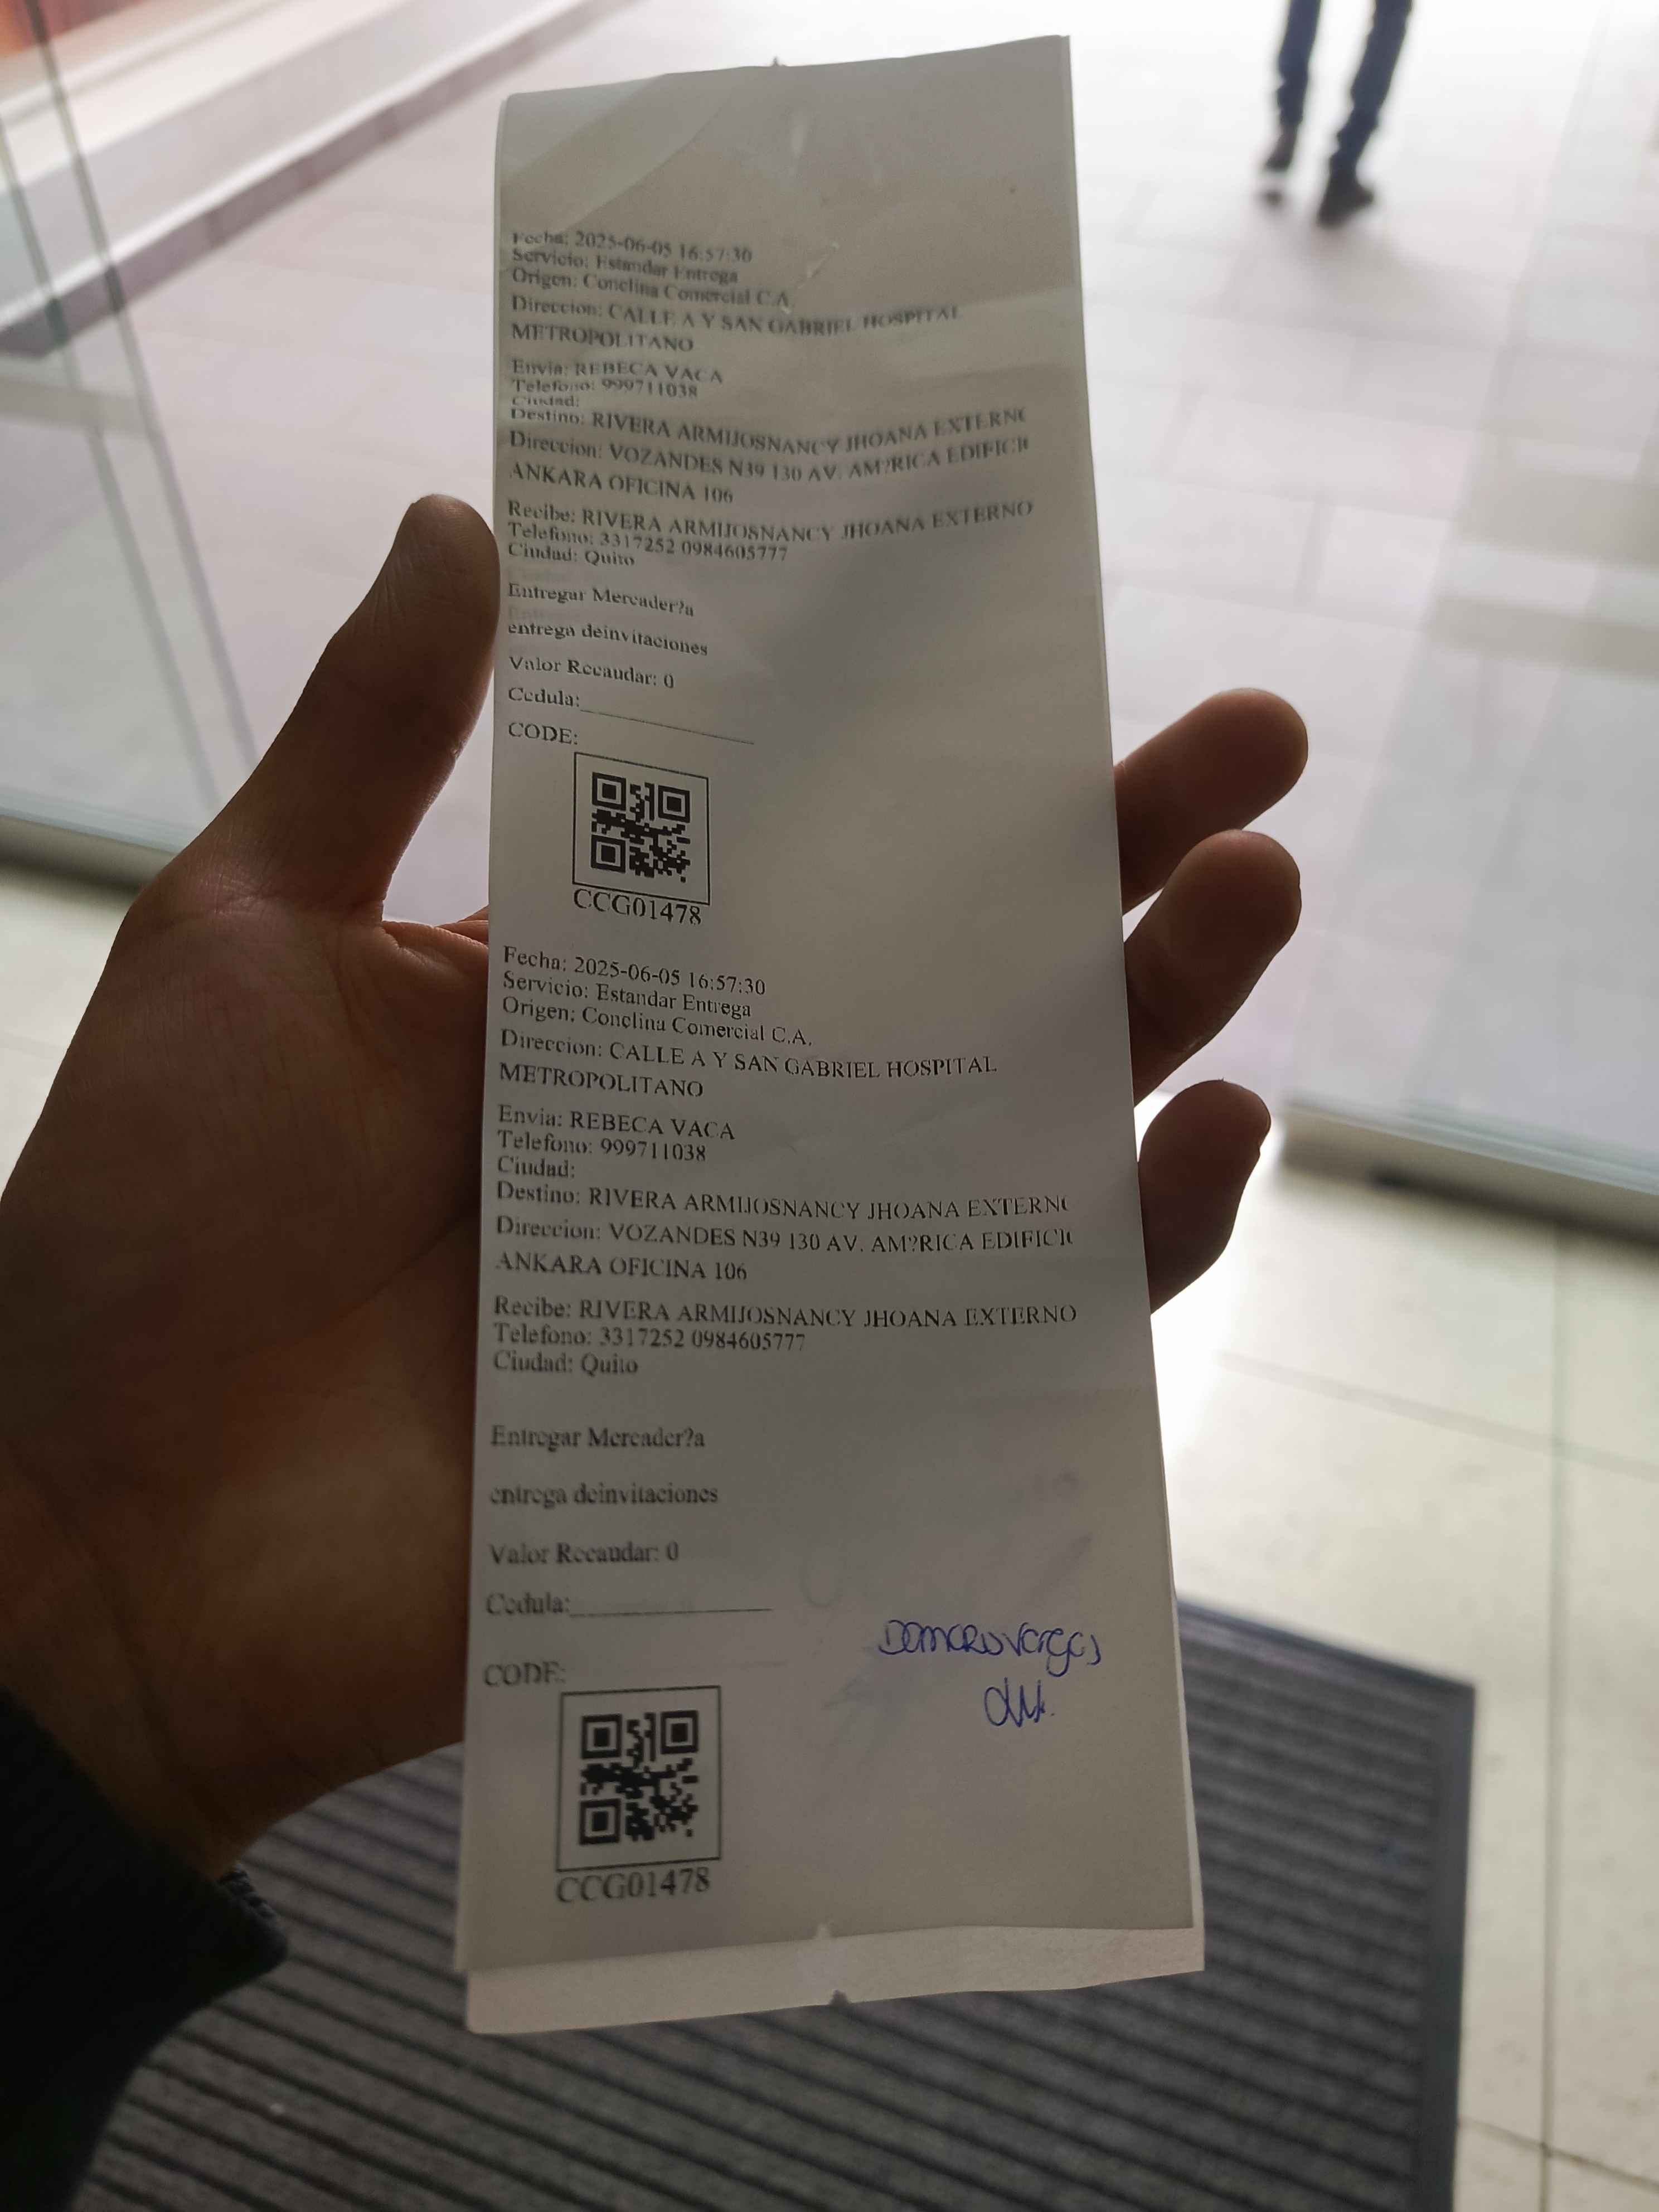 Fecha: 2025-06-05 16:57:30
Servicio: Estandar Entrega
Origen: Conclina Comercial C.A.
Direccion: CALLE A Y SAN GABRIEL HOSPITAL
METROPOLITANO
Envia: REBECA VACA
Telefono: 999711038
Ciudad:
Destino: RIVERA ARMIJOSNANCY JHOANA EXTERNO
Direccion: VOZANDES N39 130 AV. AM?RICA EDIFICIO
ANKARA OFICINA 106
Recibe: RIVERA ARMIJOSNANCY JHOANA EXTERNO
Telefono: 3317252 0984605777
Ciudad: Quito
Entregar Mercader?a
entrega deinvitaciones
Valor Recaudar: 0
Cedula:
CODE:
CCG01478
Fecha: 2025-06-05 16:57:30
Servicio: Estandar Entrega
Origen: Conclina Comercial C.A.
Direccion: CALLE A Y SAN GABRIEL HOSPITAL
METROPOLITANO
Envia: REBECA VACA
Telefono: 999711038
Ciudad:
Destino: RIVERA ARMIJOSNANCY JHOANA EXTERNO
Direccion: VOZANDES N39 130 AV. AM?RICA EDIFICIO
ANKARA OFICINA 106
Recibe: RIVERA ARMIJOSNANCY JHOANA EXTERNO
Telefono: 3317252 0984605777
Ciudad: Quito
Entregar Mercader?a
entrega deinvitaciones
Valor Recaudar: 0
Cedula:
CODE:
CCG01478